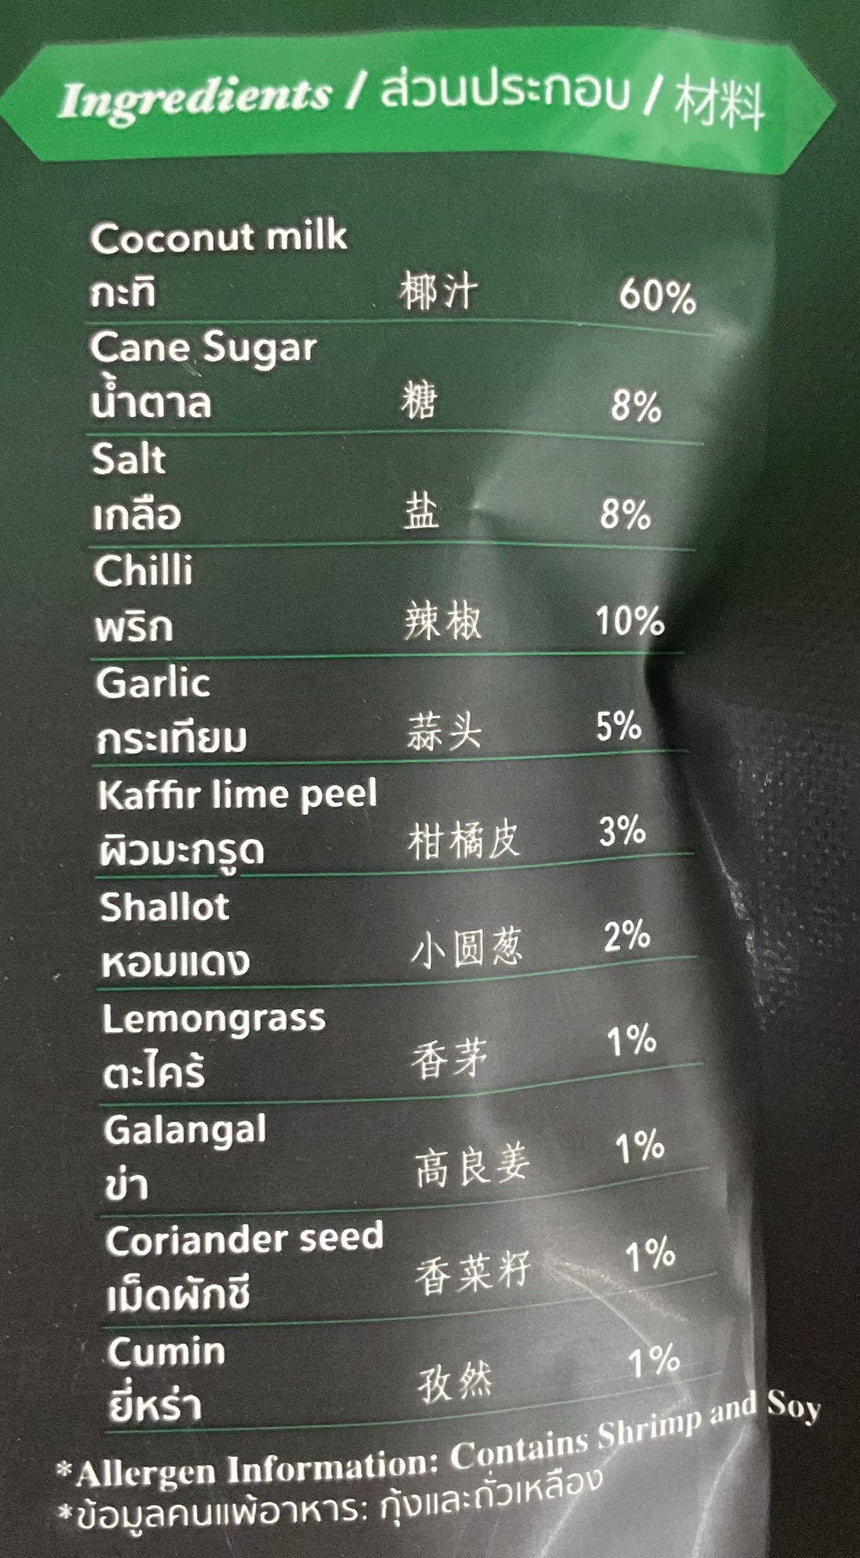 Ingredients / ส่วนประกอบ / 材料
Coconut milk
กะทิ 椰汁 60%
Cane Sugar
น้ำตาล 糖 8%
Salt
เกลือ 盐 8%
Chilli
พริก 辣椒 10%
Garlic
กระเทียม 蒜头 5%
Kaffir lime peel
ผิวมะกรูด 柑橘皮 3%
Shallot
หอมแดง 小圆葱 2%
Lemongrass
ตะไคร้ 香茅 1%
Galangal
ข่า 高良姜 1%
Coriander seed
เม็ดผักชี 香菜籽 1%
Cumin
ยี่หร่า 孜然 1%
*Allergen Information: Contains Shrimp and Soy
*ข้อมูลคนแพ้อาหาร: กุ้งและถั่วเหลือง